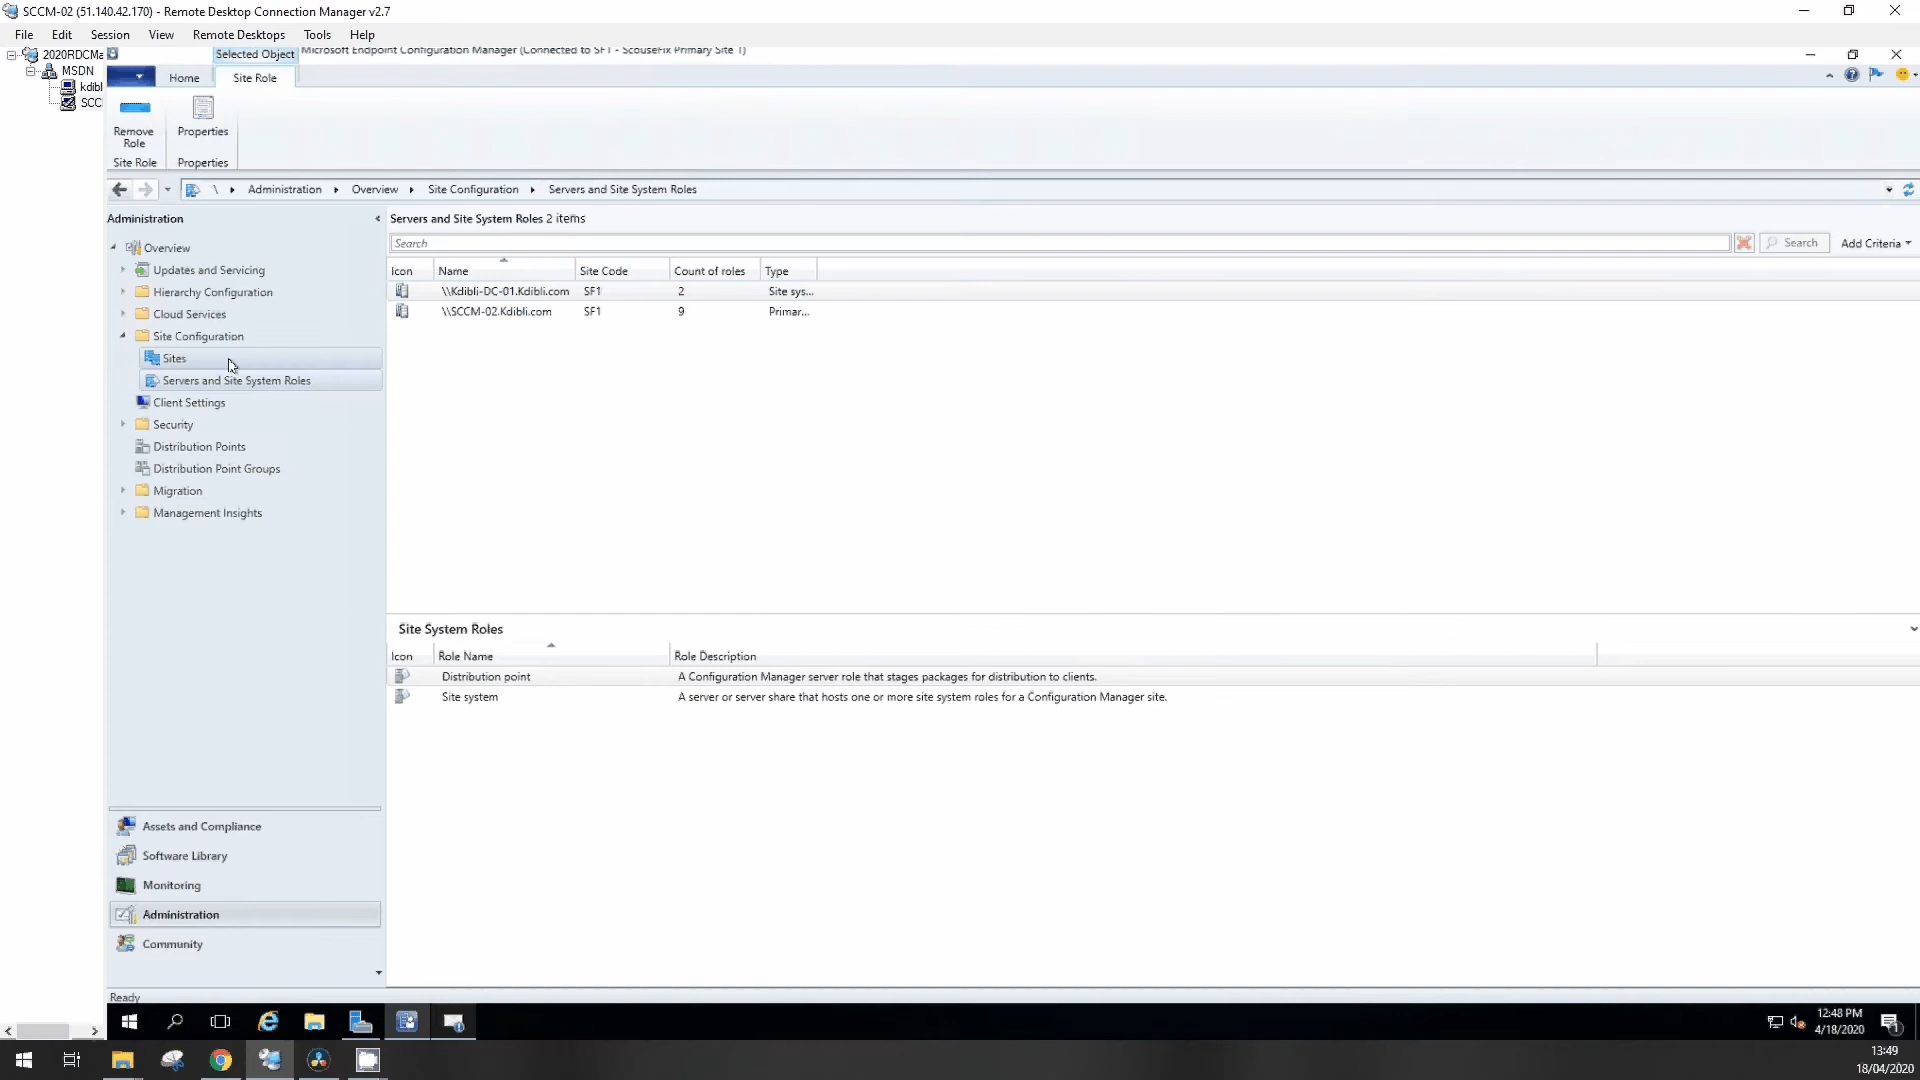 SCCM-02 (51.140.42.170) - Remote Desktop Connection Manager v2.7
File Edit Session View Remote Desktops Tools Help
2020RDCMa
MSDN
kdibl
SCC
Selected Object
Microsoft Endpoint Configuration Manager (Connected to SF1 - ScouseFix Primary Site 1)
Home Site Role
Remove
Role
Properties
Site Role
Properties
\ Administration Overview Site Configuration Servers and Site System Roles
Administration
Overview
Updates and Servicing
Hierarchy Configuration
Cloud Services
Site Configuration
Sites
Servers and Site System Roles
Client Settings
Security
Distribution Points
Distribution Point Groups
Migration
Management Insights
Assets and Compliance
Software Library
Monitoring
Administration
Community
Servers and Site System Roles 2 items
Search
Search
Add Criteria
Icon Name Site Code Count of roles Type
\\Kdibli-DC-01.Kdibli.com SF1 2 Site sys...
\\SCCM-02.Kdibli.com SF1 9 Primar...
Site System Roles
Icon Role Name Role Description
Distribution point A Configuration Manager server role that stages packages for distribution to clients.
Site system A server or server share that hosts one or more site system roles for a Configuration Manager site.
Ready
12:48 PM
4/18/2020
1
13:49
18/04/2020